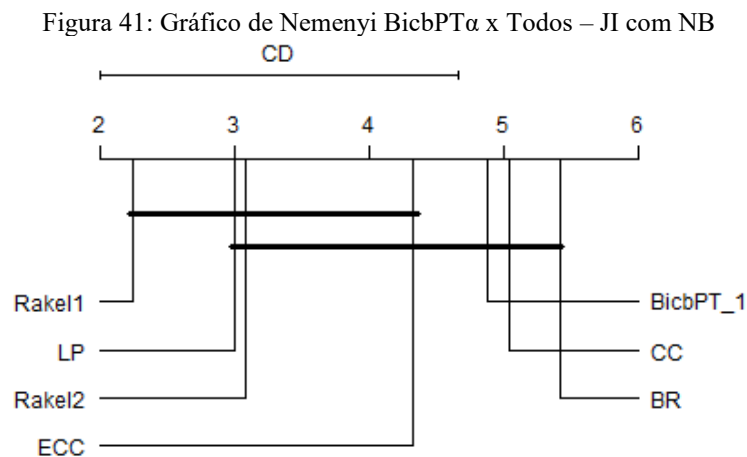 Figura 41: Gráfico de Nemenyi BicbPTα x Todos – JI com NB
CD
2 3 4 5 6
Rakel1
LP
Rakel2
ECC
BicbPT_1
CC
BR